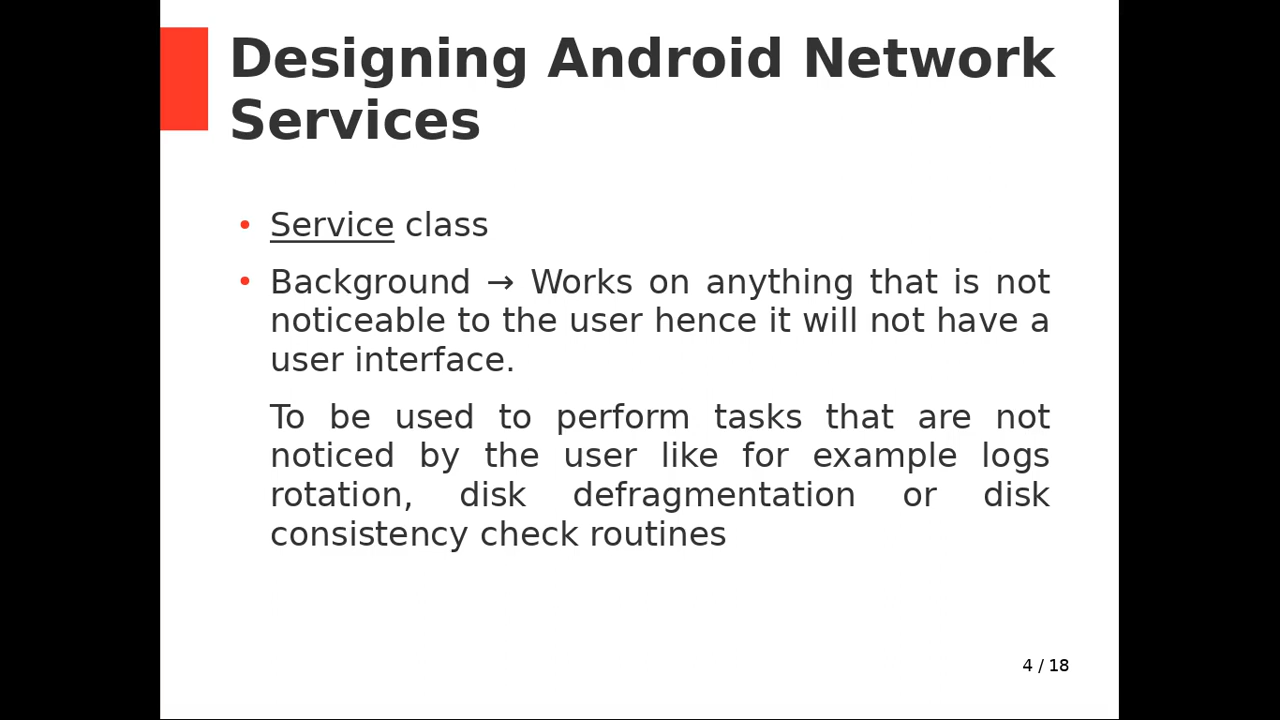 Designing Android Network
Services
• Service class
• Background → Works on anything that is not
noticeable to the user hence it will not have a
user interface.
To be used to perform tasks that are not
noticed by the user like for example logs
rotation, disk defragmentation or disk
consistency check routines
4 / 18